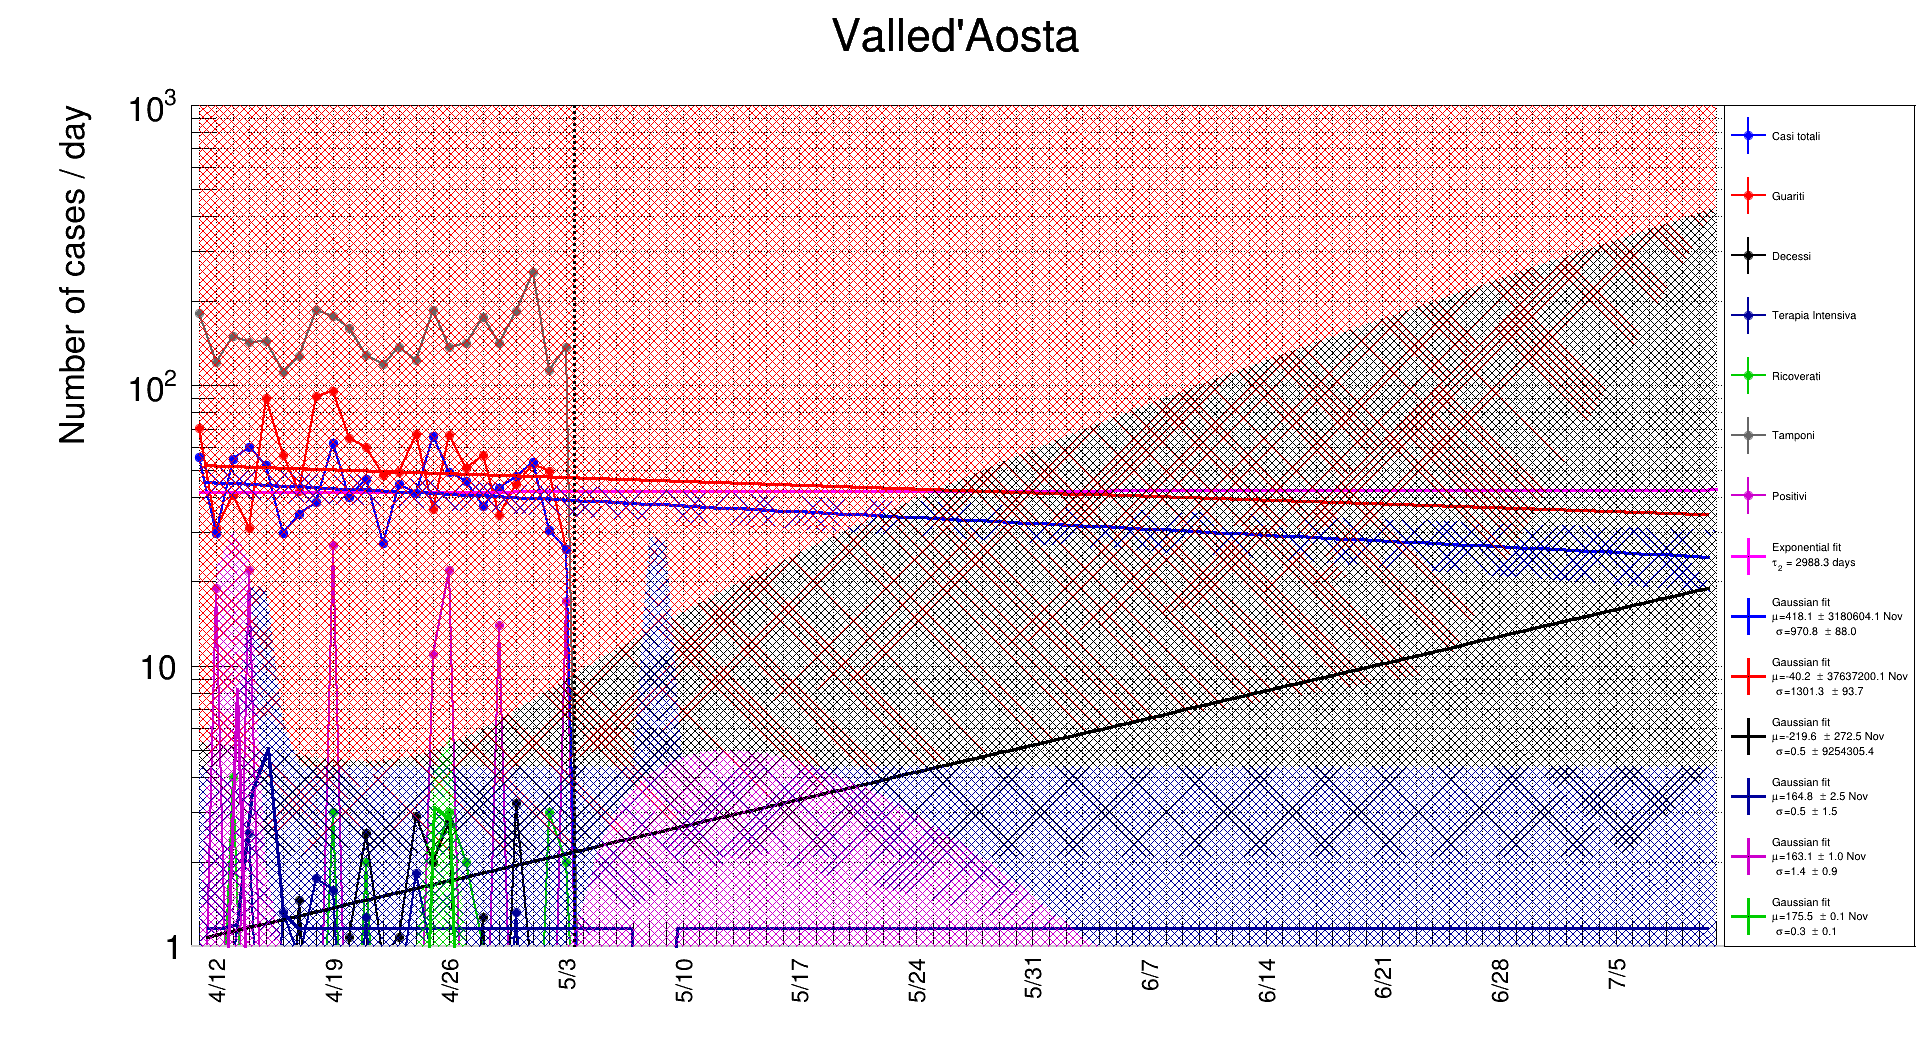 Valled'Aosta
Number of cases / day
10³
10²
10
1
4/12
4/19
4/26
5/3
5/10
5/17
5/24
5/31
6/7
6/14
6/21
6/28
7/5
Casi totali
Guariti
Decessi
Terapia Intensiva
Ricoverati
Tamponi
Positivi
Exponential fit
τ₂ = 2988.3 days
Gaussian fit
μ=418.1 ± 3180604.1 Nov
σ=970.8 ± 88.0
Gaussian fit
μ=-40.2 ± 37637200.1 Nov
σ=1301.3 ± 93.7
Gaussian fit
μ=-219.6 ± 272.5 Nov
σ=0.5 ± 9254305.4
Gaussian fit
μ=164.8 ± 2.5 Nov
σ=0.5 ± 1.5
Gaussian fit
μ=163.1 ± 1.0 Nov
σ=1.4 ± 0.9
Gaussian fit
μ=175.5 ± 0.1 Nov
σ=0.3 ± 0.1